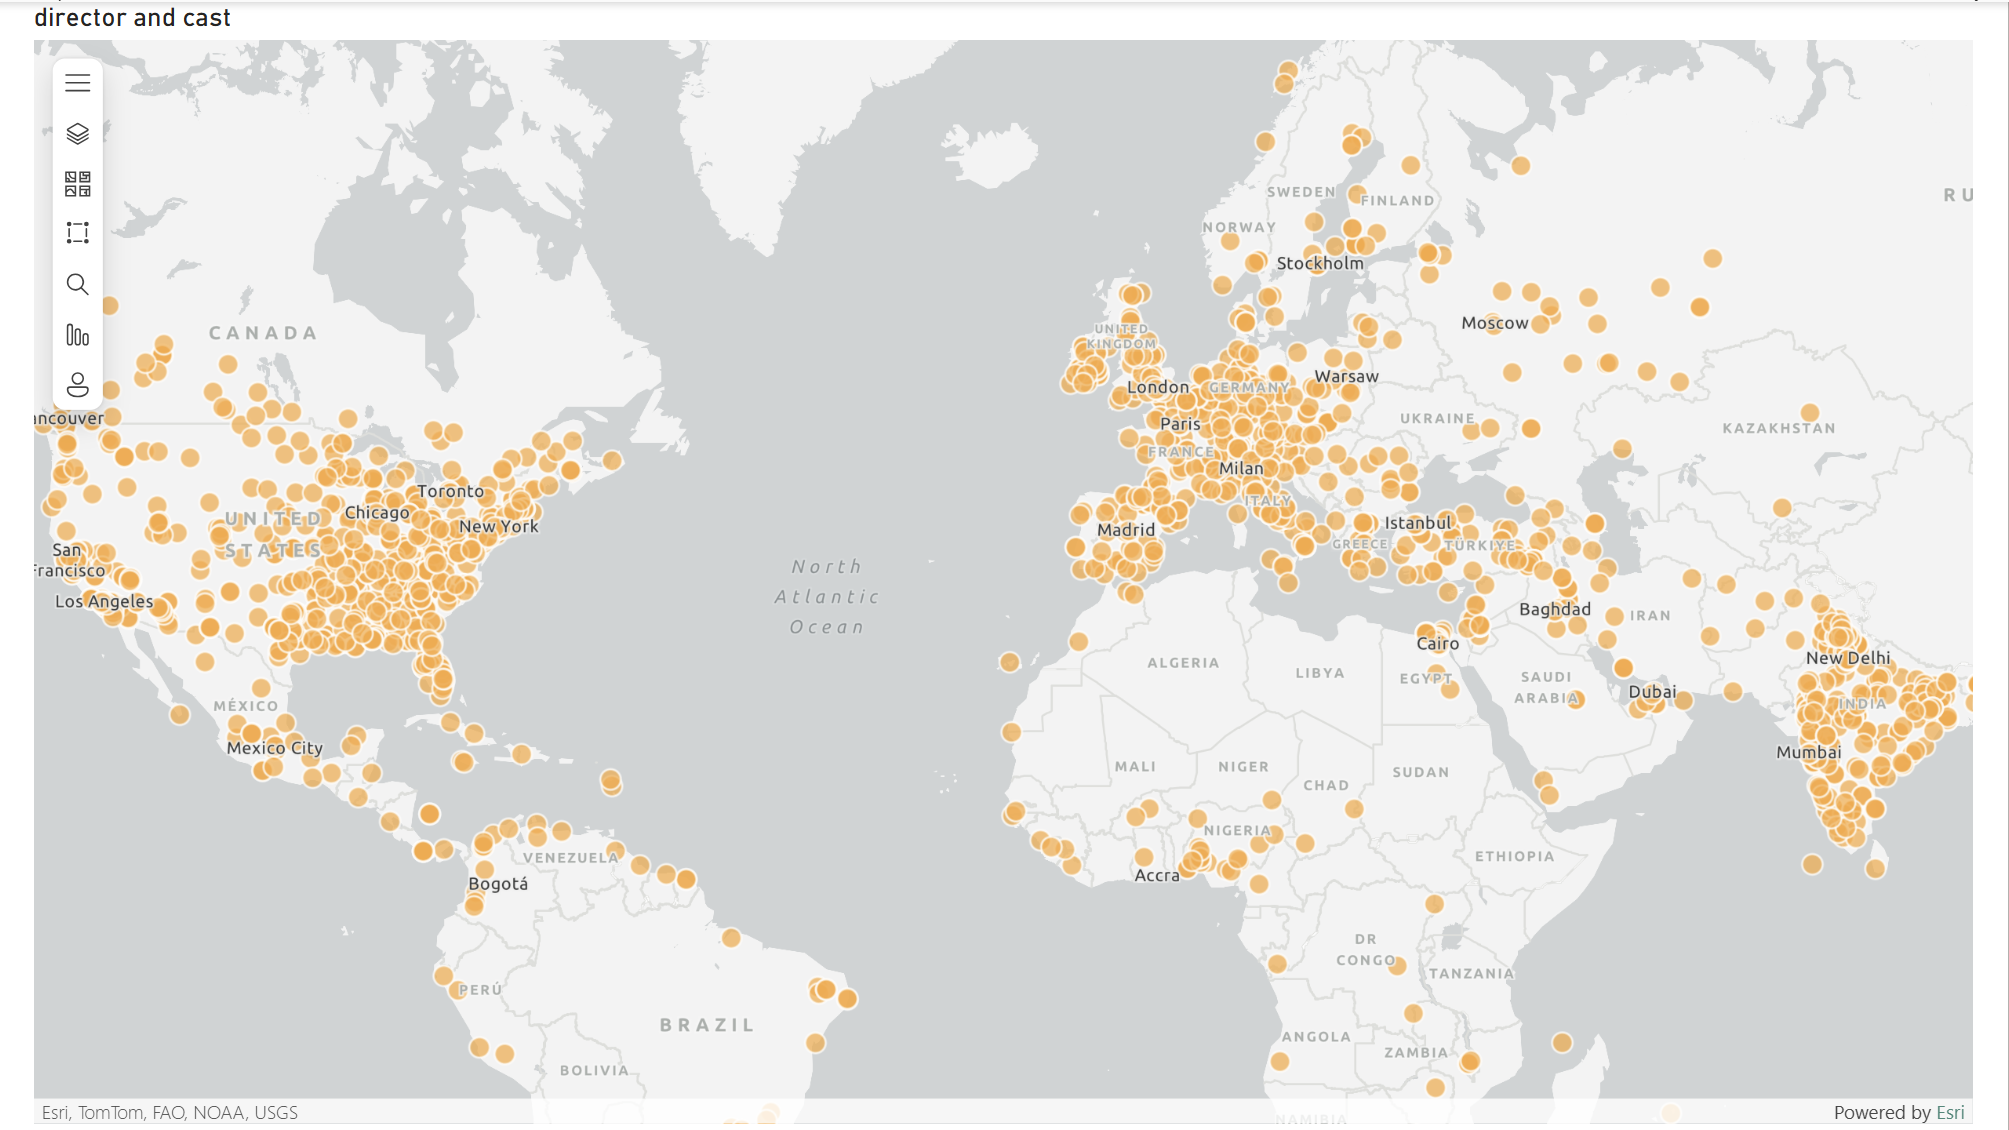 director and cast
CANADA
ancouver
Toronto
Chicago
UNITED
STATES
New York
San
Francisco
Los Angeles
MÉXICO
Mexico City
VENEZUELA
Bogotá
PERÚ
BRAZIL
BOLIVIA
North
Atlantic
Ocean
SWEDEN
FINLAND
NORWAY
Stockholm
RU
UNITED
KINGDOM
London
GERMANY
Warsaw
Moscow
Paris
FRANCE
UKRAINE
KAZAKHSTAN
Milan
ITALY
Madrid
Istanbul
GREECE
TÜRKIYE
Baghdad
IRAN
Cairo
ALGERIA
LIBYA
EGYPT
SAUDI
ARABIA
Dubai
New Delhi
INDIA
Mumbai
MALI
NIGER
CHAD
SUDAN
NIGERIA
ETHIOPIA
Accra
DR
CONGO
TANZANIA
ANGOLA
ZAMBIA
NAMIBIA
Esri, TomTom, FAO, NOAA, USGS
Powered by Esri